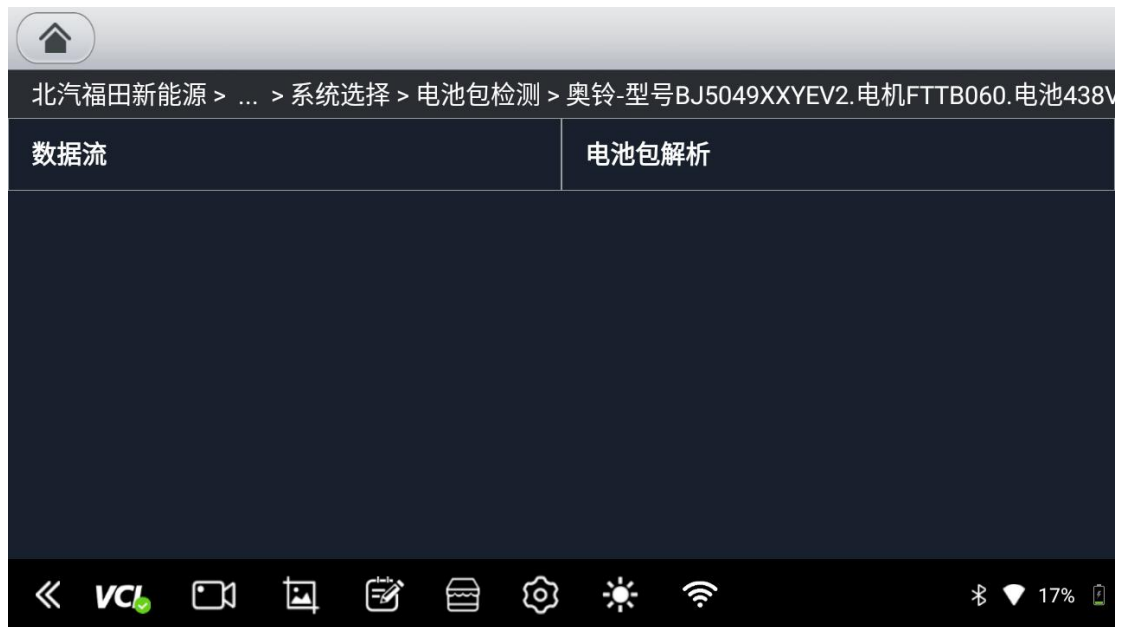 北汽福田新能源 > ... > 系统选择 > 电池包检测 > 奥铃-型号BJ5049XXYEV2.电机FTTB060.电池438V
数据流
电池包解析
VCI
17%